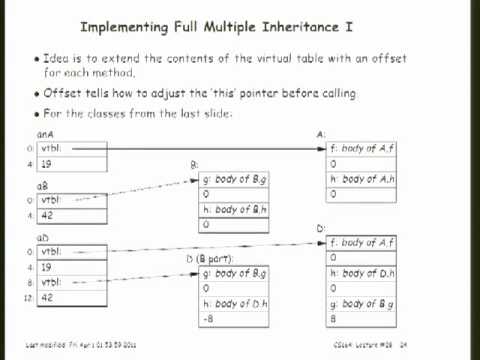 Implementing Full Multiple Inheritance I
• Idea is to extend the contents of the virtual table with an offset
for each method.
• Offset tells how to adjust the 'this' pointer before calling
• For the classes from the last slide:
anA
0: vtbl:
4: 19
aB
0: vtbl:
4: 42
aD
0: vtbl:
4: 19
8: vtbl:
12: 42
B:
g: body of B.g
0
h: body of B.h
0
D (B part):
g: body of B.g
0
h: body of D.h
-8
A:
f: body of A.f
0
h: body of A.h
0
D:
f: body of A.f
0
h: body of D.h
0
g: body of B.g
8
Last modified: Fri Apr 1 01:53:59 2011
CS164: Lecture #28 24